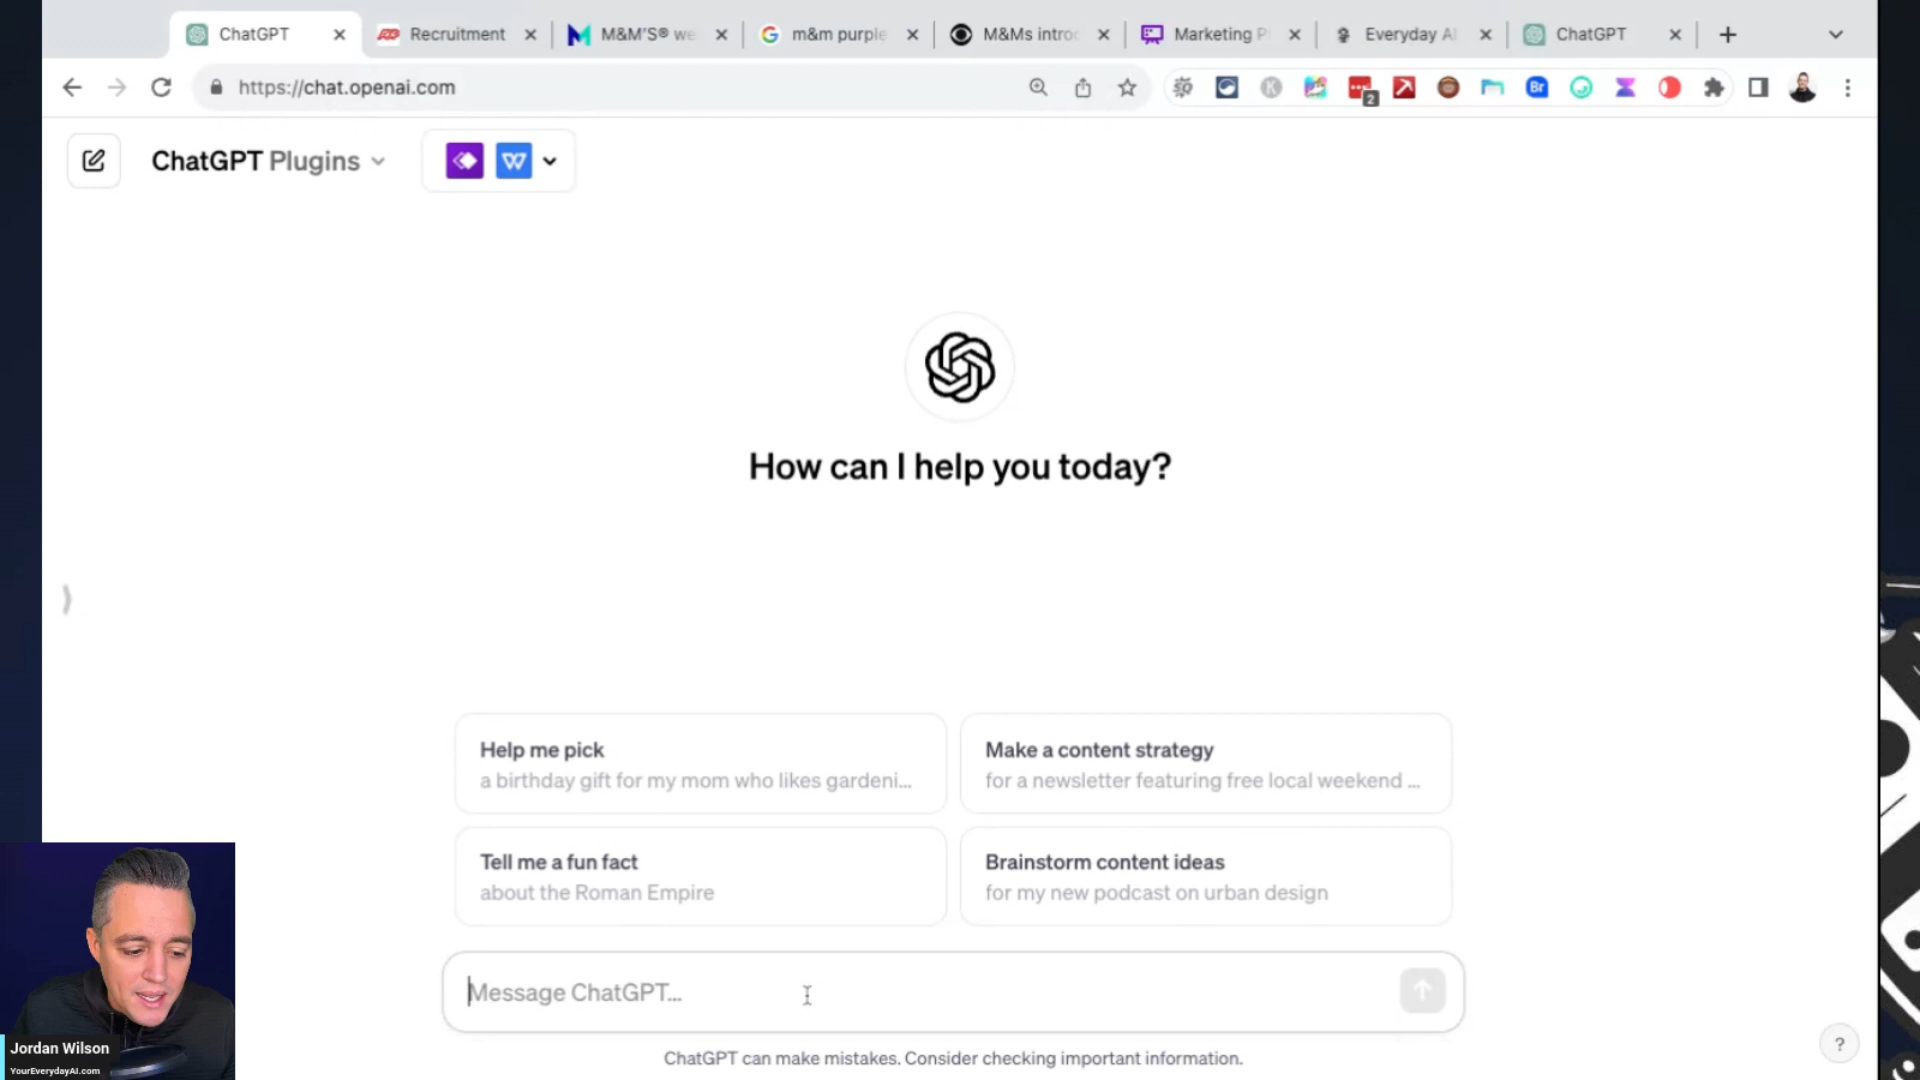 ChatGPT
Recruitment
M&M'S® we
m&m purple
M&Ms intro
Marketing P
Everyday AI
ChatGPT
https://chat.openai.com
2
Br
ChatGPT Plugins
How can I help you today?
Help me pick
a birthday gift for my mom who likes gardeni...
Make a content strategy
for a newsletter featuring free local weekend ...
Tell me a fun fact
about the Roman Empire
Brainstorm content ideas
for my new podcast on urban design
Message ChatGPT...
ChatGPT can make mistakes. Consider checking important information.
?
Jordan Wilson
YourEverydayAI.com